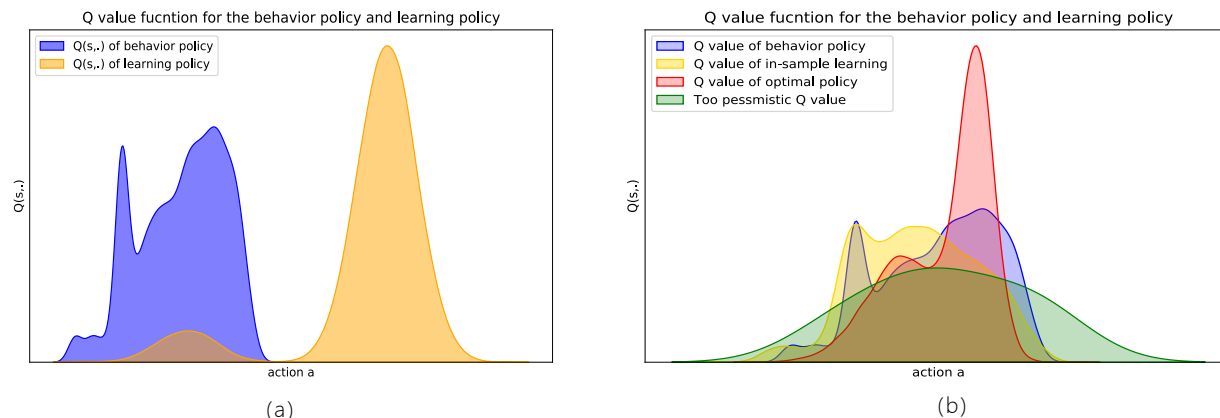 Q value fucntion for the behavior policy and learning policy
Q(s,.) of behavior policy
Q(s,.) of learning policy
Q(s,.)
action a
(a)
Q value fucntion for the behavior policy and learning policy
Q value of behavior policy
Q value of in-sample learning
Q value of optimal policy
Too pessmistic Q value
Q(s,.)
action a
(b)